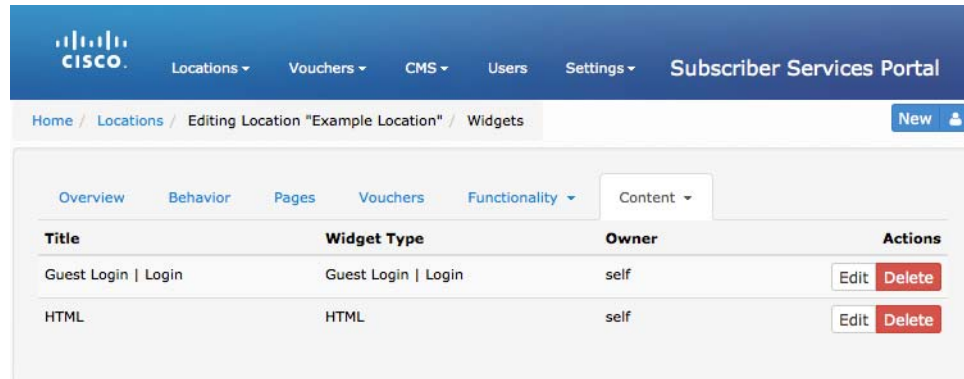 CISCO.
Locations Vouchers CMS Users Settings Subscriber Services Portal
Home / Locations / Editing Location "Example Location" / Widgets New
Overview Behavior Pages Vouchers Functionality Content
Title Widget Type Owner Actions
Guest Login | Login Guest Login | Login self Edit Delete
HTML HTML self Edit Delete